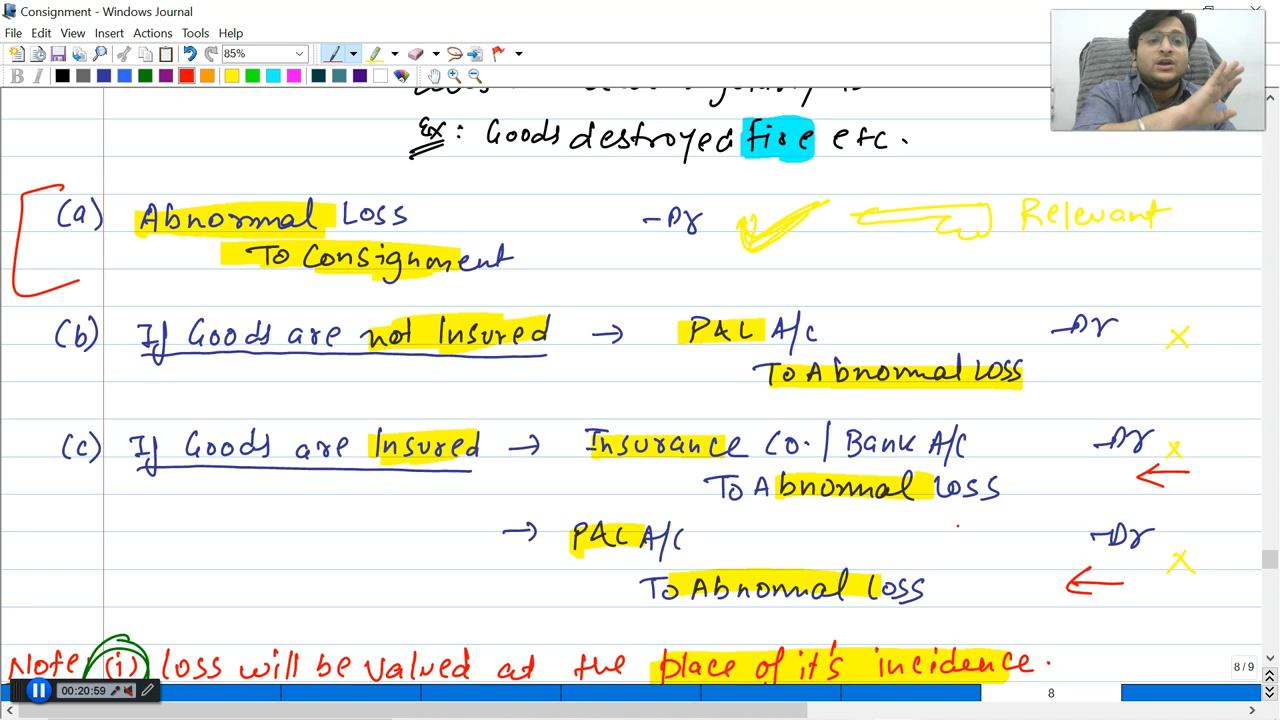 Consignment - Windows Journal
File Edit View Insert Actions Tools Help
85%
B I
Ex : Goods destroyed fire etc.
(a) Abnormal Loss -Dr Relevant
To Consignment
(b) If Goods are not Insured → P&L A/C -Dr x
To Abnormal Loss
(c) If Goods are Insured → Insurance Co. | Bank A/C -Dr x
To Abnormal Loss
→ P&L A/C -Dr x
To Abnormal Loss
Note: (i) loss will be valued at the place of it's incidence.
8 / 9
00:20:59
8